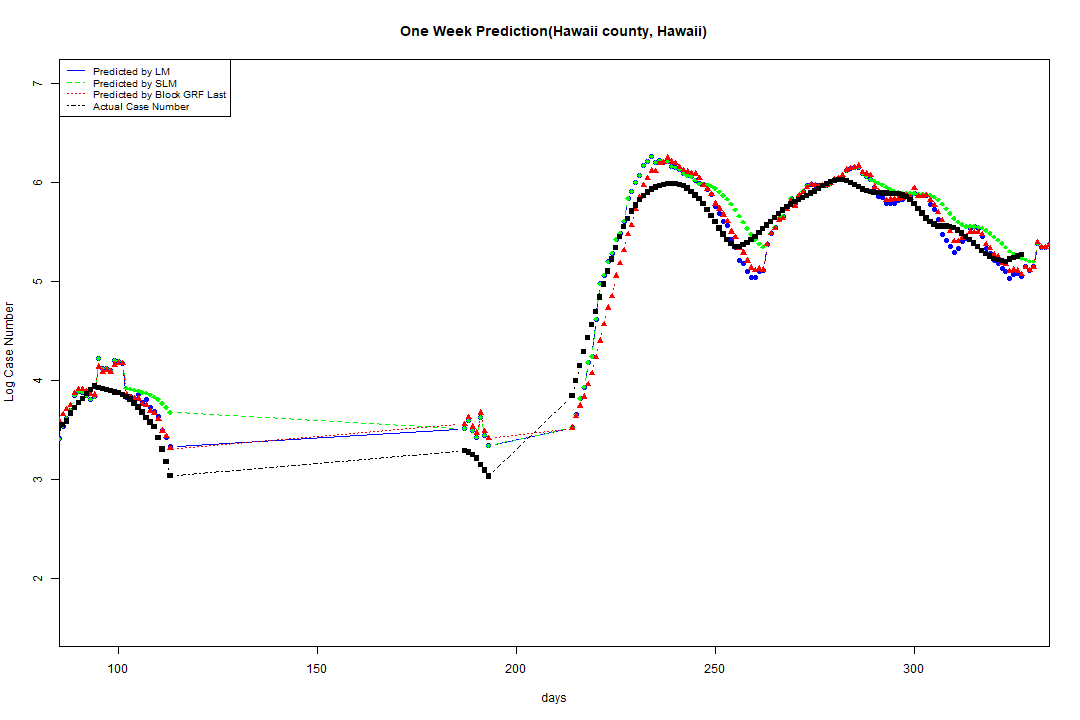 One Week Prediction(Hawaii county, Hawaii)
Predicted by LM
Predicted by SLM
Predicted by Block GRF Last
Actual Case Number
7
6
5
4
3
2
Log Case Number
100 150 200 250 300
days